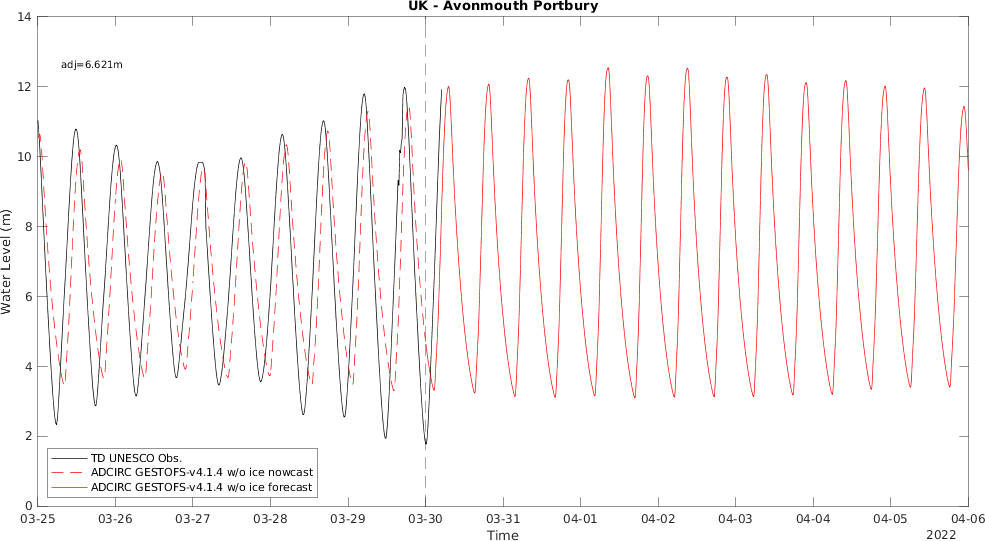 UK - Avonmouth Portbury
14
12
10
8
6
4
2
0
Water Level (m)
adj=6.621m
TD UNESCO Obs.
ADCIRC GESTOFS-v4.1.4 w/o ice nowcast
ADCIRC GESTOFS-v4.1.4 w/o ice forecast
03-25 03-26 03-27 03-28 03-29 03-30 03-31 04-01 04-02 04-03 04-04 04-05 04-06
Time
2022